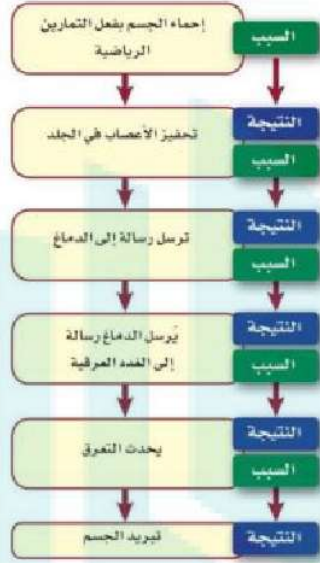 إحماء الجسم بفعل التمارين
الرياضية
السبب
النتيجة
تحفيز الأعصاب في الجلد
السبب
النتيجة
ترسل رسالة إلى الدماغ
السبب
النتيجة
يُرسل الدماغ رسالة
إلى الغدد العرقية
السبب
النتيجة
يحدث التعرق
السبب
النتيجة
تبريد الجسم